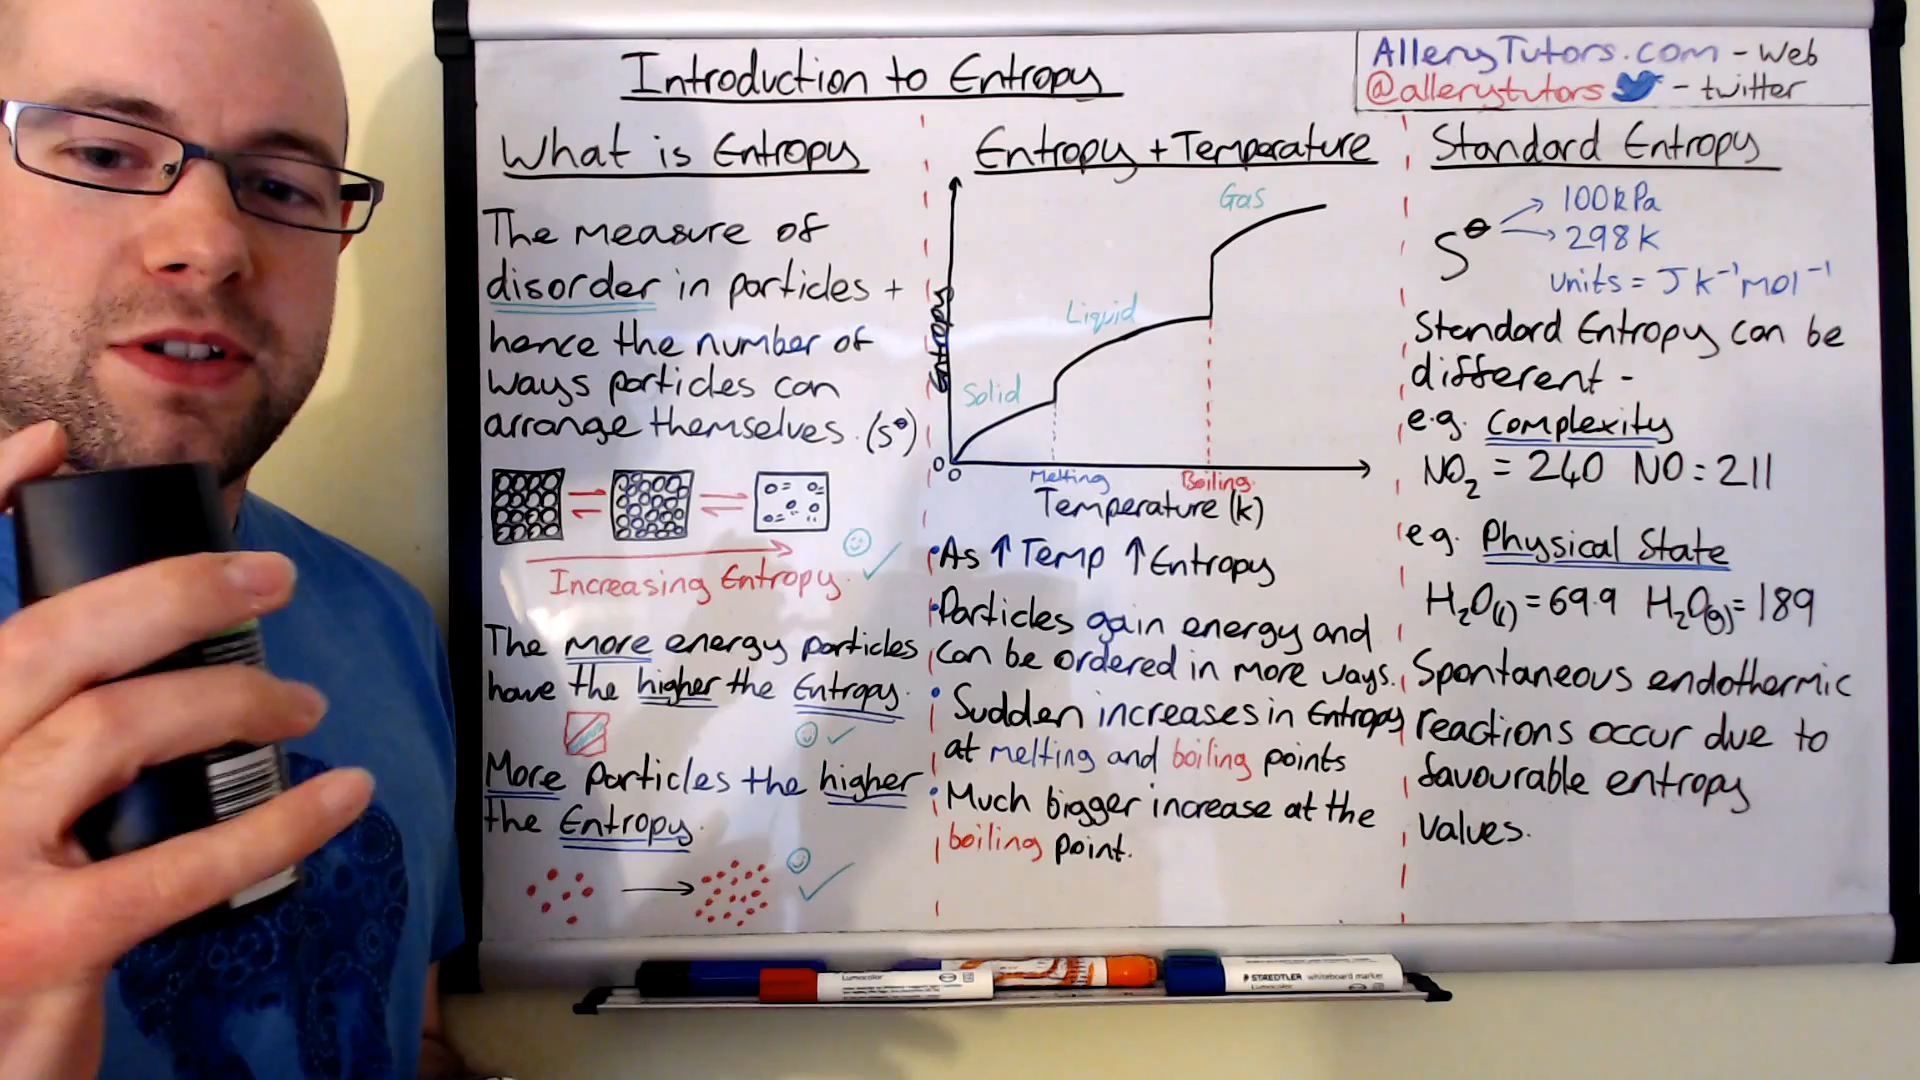 Introduction to Entropy
AlleryTutors.com - Web
@allerytutors - twitter
What is Entropy
The measure of
disorder in particles +
hence the number of
ways particles can
arrange themselves. (S⦵)
Increasing Entropy.
The more energy particles
have the higher the Entropy.
More particles the higher
the Entropy.
Entropy + Temperature
Entropy
Gas
Liquid
Solid
0
0
Melting
Boiling
Temperature (K)
• As ↑ Temp ↑ Entropy
• Particles gain energy and
can be ordered in more ways.
• Sudden increases in Entropy
at melting and boiling points
• Much bigger increase at the
boiling point.
Standard Entropy
S⦵
100kPa
298K
Units = J K⁻¹ mol⁻¹
Standard Entropy can be
different -
e.g. Complexity
NO₂ = 240 NO = 211
e.g. Physical State
H₂O(l) = 69.9 H₂O(g) = 189
Spontaneous endothermic
reactions occur due to
favourable entropy
values.
Lumocolor
STAEDTLER whiteboard marker
Lumocolor